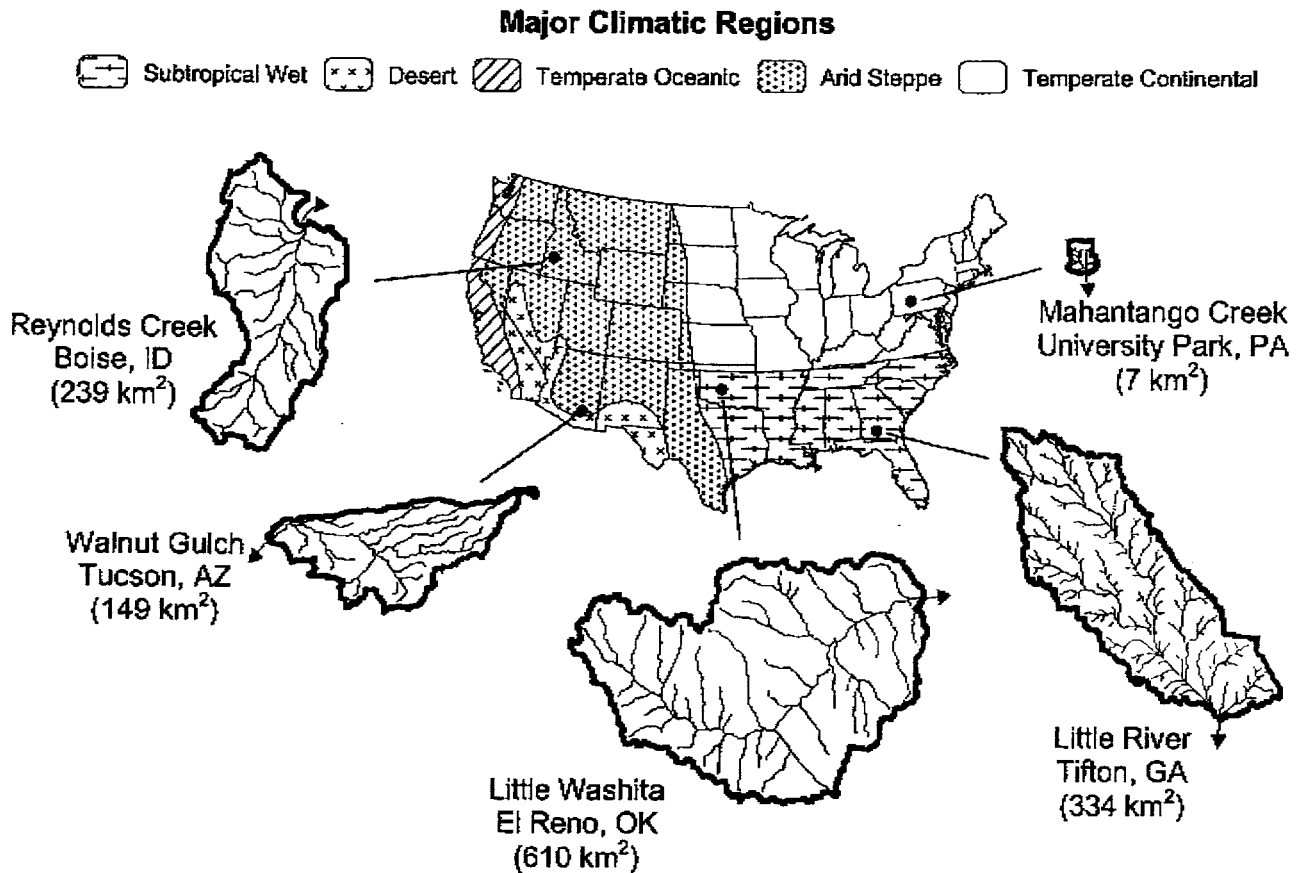 Major Climatic Regions
Subtropical Wet Desert Temperate Oceanic Arid Steppe Temperate Continental
Reynolds Creek
Boise, ID
(239 km²)
Mahantango Creek
University Park, PA
(7 km²)
Walnut Gulch
Tucson, AZ
(149 km²)
Little Washita
El Reno, OK
(610 km²)
Little River
Tifton, GA
(334 km²)